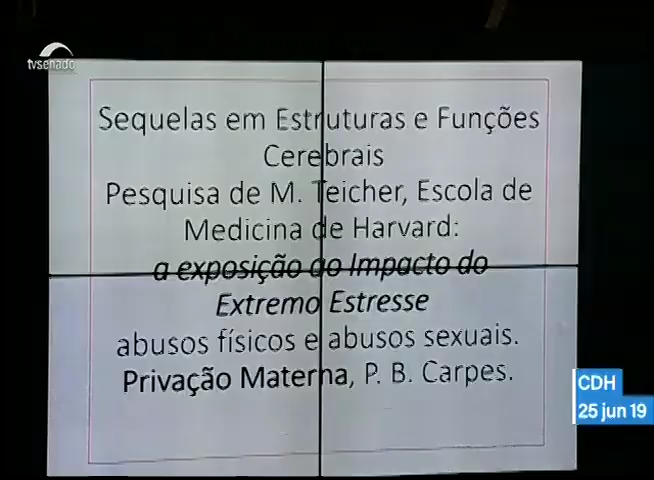 tvsenado
Sequelas em Estruturas e Funções
Cerebrais
Pesquisa de M. Teicher, Escola de
Medicina de Harvard:
a exposição ao Impacto do
Extremo Estresse
abusos físicos e abusos sexuais.
Privação Materna, P. B. Carpes.
CDH
25 jun 19